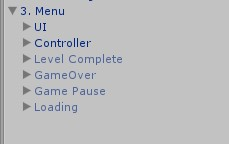 3. Menu
UI
Controller
Level Complete
GameOver
Game Pause
Loading